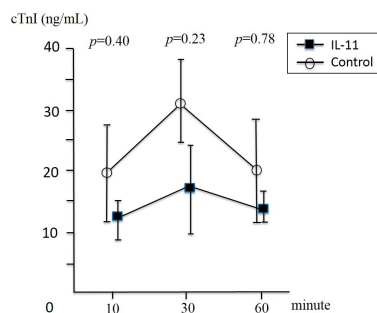 cTnI (ng/mL)
40
p=0.40
p=0.23
p=0.78
IL-11
Control
30
20
10
0
10
30
60
minute